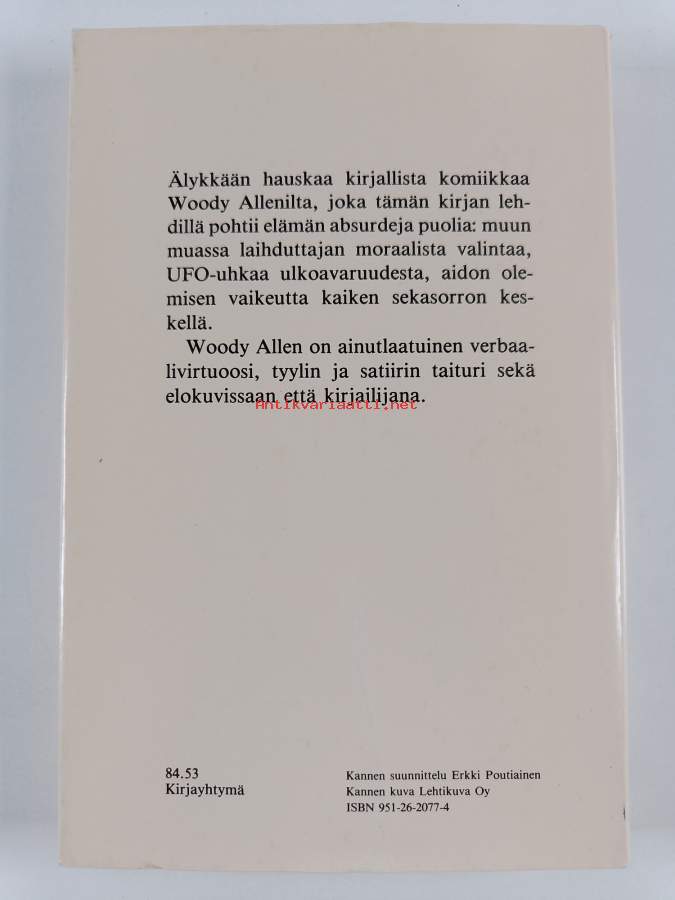 Älykkään hauskaa kirjallista komiikkaa
Woody Allenilta, joka tämän kirjan leh-
dillä pohtii elämän absurdeja puolia: muun
muassa laihduttajan moraalista valintaa,
UFO-uhkaa ulkoavaruudesta, aidon ole-
misen vaikeutta kaiken sekasorron kes-
kellä.
Woody Allen on ainutlaatuinen verbaa-
livirtuoosi, tyylin ja satiirin taituri sekä
elokuvissaan että kirjailijana.
Antikvariaatti.net
84.53
Kirjayhtymä
Kannen suunnittelu Erkki Poutiainen
Kannen kuva Lehtikuva Oy
ISBN 951-26-2077-4